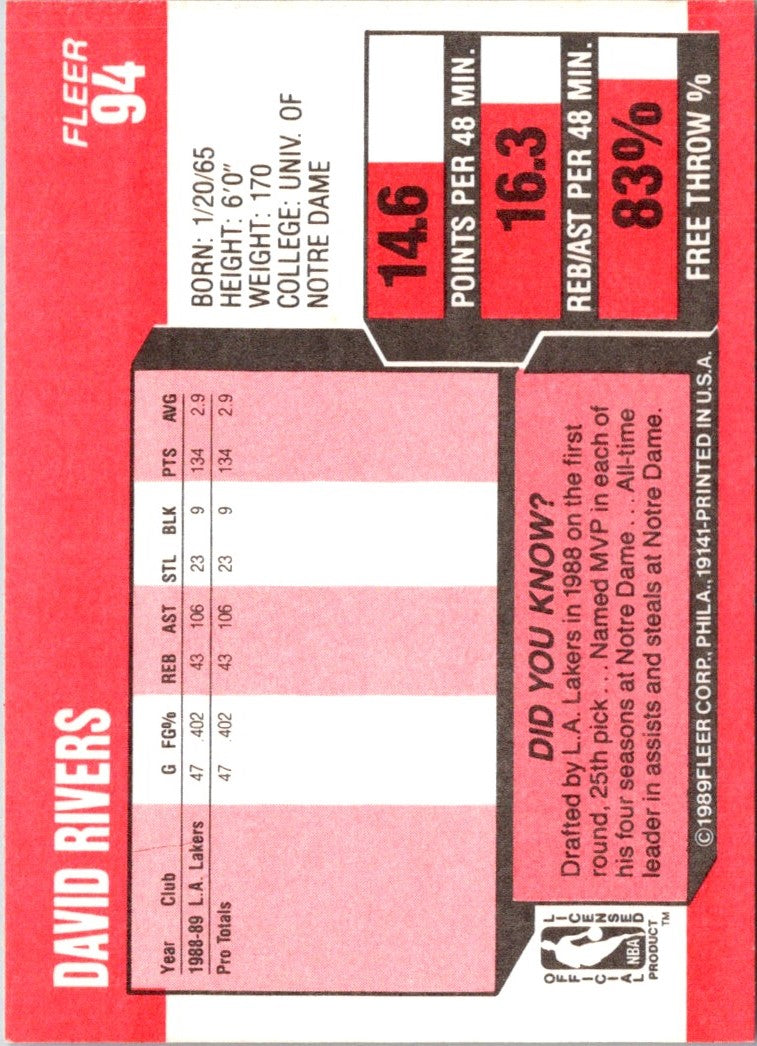 DAVID RIVERS
FLEER
94
Year Club G FG% REB AST STL BLK PTS AVG
1988-89 L.A. Lakers 47 .402 43 106 23 9 134 2.9
Pro Totals 47 .402 43 106 23 9 134 2.9
BORN: 1/20/65
HEIGHT: 6'0"
WEIGHT: 170
COLLEGE: UNIV. OF
NOTRE DAME
14.6
POINTS PER 48 MIN.
16.3
REB/AST PER 48 MIN.
83%
FREE THROW %
DID YOU KNOW?
Drafted by L.A. Lakers in 1988 on the first
round, 25th pick . . . Named MVP in each of
his four seasons at Notre Dame . . . All-time
leader in assists and steals at Notre Dame.
OFFICIAL LICENSED
NBA
PRODUCT™
©1989 FLEER CORP., PHILA., 19141-PRINTED IN U.S.A.